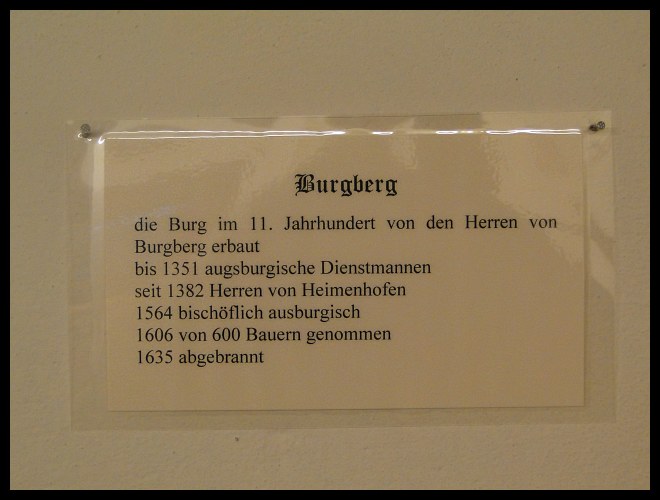 Burgberg
die Burg im 11. Jahrhundert von den Herren von
Burgberg erbaut
bis 1351 augsburgische Dienstmannen
seit 1382 Herren von Heimenhofen
1564 bischöflich ausburgisch
1606 von 600 Bauern genommen
1635 abgebrannt